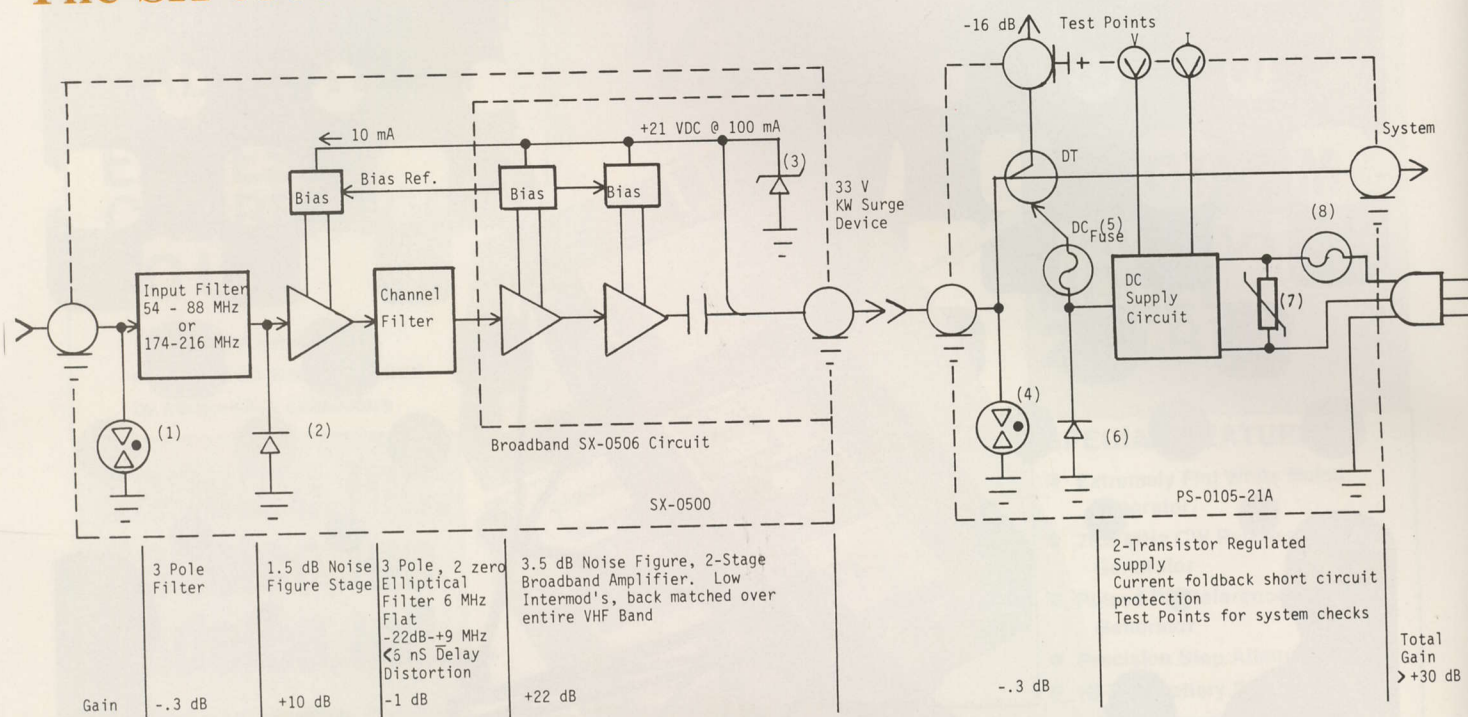 -16 dB
Test Points
V
I
+
System
10 mA
+21 VDC @ 100 mA
(3)
DT
Bias Ref.
Bias
Bias
Bias
33 V
KW Surge
Device
DC (5)
Fuse
(8)
Input Filter
54 - 88 MHz
or
174-216 MHz
Channel
Filter
DC
Supply
Circuit
(7)
(1)
(2)
(4)
(6)
Broadband SX-0506 Circuit
SX-0500
PS-0105-21A
3 Pole
Filter
1.5 dB Noise
Figure Stage
3 Pole, 2 zero
Elliptical
Filter 6 MHz
Flat
-22dB-+9 MHz
<5 nS Delay
Distortion
3.5 dB Noise Figure, 2-Stage
Broadband Amplifier. Low
Intermod's, back matched over
entire VHF Band
2-Transistor Regulated
Supply
Current foldback short circuit
protection
Test Points for system checks
Total
Gain
> +30 dB
Gain
-.3 dB
+10 dB
-1 dB
+22 dB
-.3 dB